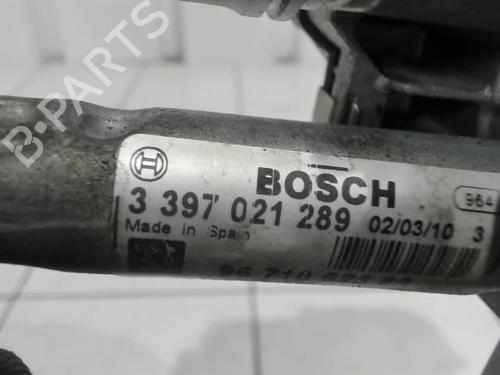 B-PARTS
BOSCH
964
3 397 021 289 02/03/10 3
Made in Spain